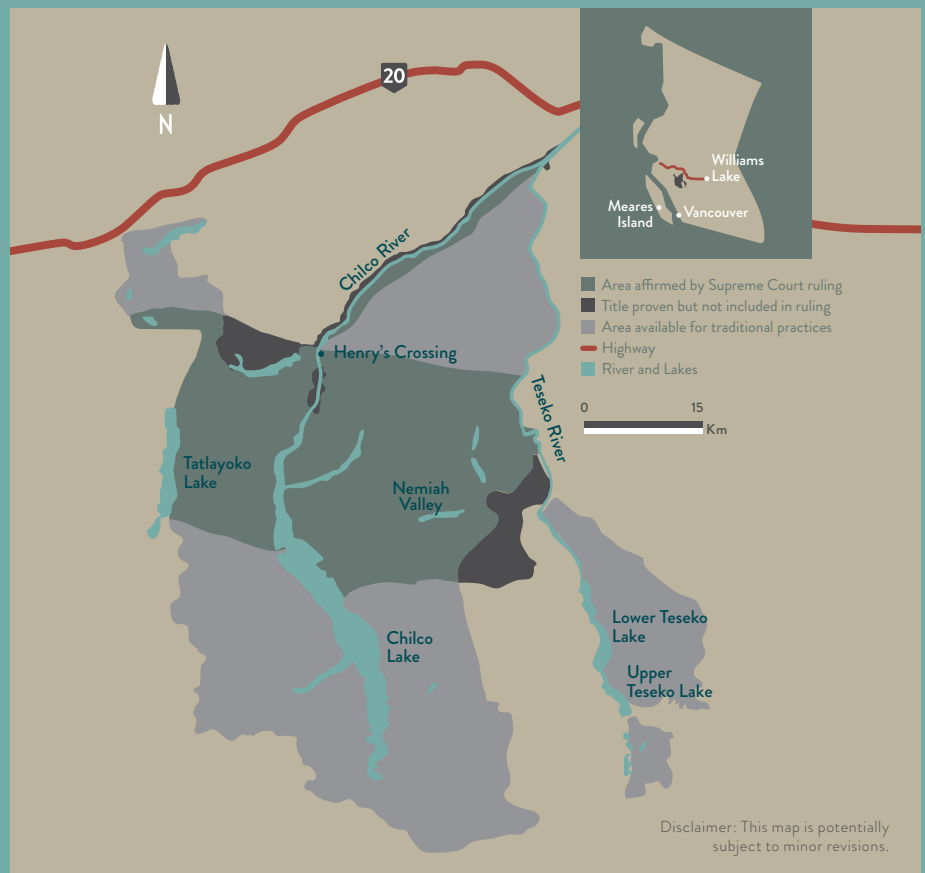 20
N
Williams
Lake
Meares
Island
Vancouver
Chilco River
Area affirmed by Supreme Court ruling
Title proven but not included in ruling
Area available for traditional practices
Highway
River and Lakes
Henry's Crossing
Teseko River
0 15
Km
Tatlayoko
Lake
Nemiah
Valley
Lower Teseko
Lake
Chilco
Lake
Upper
Teseko Lake
Disclaimer: This map is potentially
subject to minor revisions.